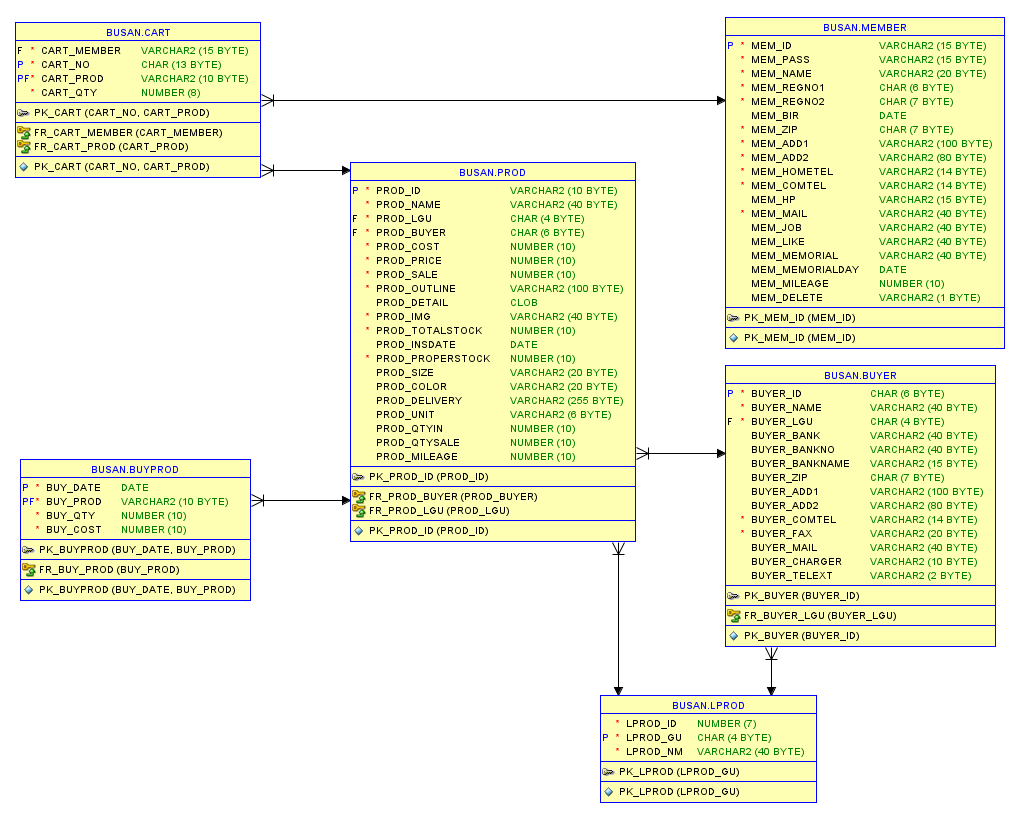 BUSAN.CART
F * CART_MEMBER VARCHAR2 (15 BYTE)
P * CART_NO CHAR (13 BYTE)
PF* CART_PROD VARCHAR2 (10 BYTE)
* CART_QTY NUMBER (8)
PK_CART (CART_NO, CART_PROD)
FR_CART_MEMBER (CART_MEMBER)
FR_CART_PROD (CART_PROD)
PK_CART (CART_NO, CART_PROD)
BUSAN.MEMBER
P * MEM_ID VARCHAR2 (15 BYTE)
* MEM_PASS VARCHAR2 (15 BYTE)
* MEM_NAME VARCHAR2 (20 BYTE)
* MEM_REGNO1 CHAR (6 BYTE)
* MEM_REGNO2 CHAR (7 BYTE)
MEM_BIR DATE
* MEM_ZIP CHAR (7 BYTE)
* MEM_ADD1 VARCHAR2 (100 BYTE)
* MEM_ADD2 VARCHAR2 (80 BYTE)
* MEM_HOMETEL VARCHAR2 (14 BYTE)
* MEM_COMTEL VARCHAR2 (14 BYTE)
MEM_HP VARCHAR2 (15 BYTE)
* MEM_MAIL VARCHAR2 (40 BYTE)
MEM_JOB VARCHAR2 (40 BYTE)
MEM_LIKE VARCHAR2 (40 BYTE)
MEM_MEMORIAL VARCHAR2 (40 BYTE)
MEM_MEMORIALDAY DATE
MEM_MILEAGE NUMBER (10)
MEM_DELETE VARCHAR2 (1 BYTE)
PK_MEM_ID (MEM_ID)
PK_MEM_ID (MEM_ID)
BUSAN.PROD
P * PROD_ID VARCHAR2 (10 BYTE)
* PROD_NAME VARCHAR2 (40 BYTE)
F * PROD_LGU CHAR (4 BYTE)
F * PROD_BUYER CHAR (6 BYTE)
* PROD_COST NUMBER (10)
* PROD_PRICE NUMBER (10)
* PROD_SALE NUMBER (10)
* PROD_OUTLINE VARCHAR2 (100 BYTE)
PROD_DETAIL CLOB
* PROD_IMG VARCHAR2 (40 BYTE)
* PROD_TOTALSTOCK NUMBER (10)
PROD_INSDATE DATE
* PROD_PROPERSTOCK NUMBER (10)
PROD_SIZE VARCHAR2 (20 BYTE)
PROD_COLOR VARCHAR2 (20 BYTE)
PROD_DELIVERY VARCHAR2 (255 BYTE)
PROD_UNIT VARCHAR2 (6 BYTE)
PROD_QTYIN NUMBER (10)
PROD_QTYSALE NUMBER (10)
PROD_MILEAGE NUMBER (10)
PK_PROD_ID (PROD_ID)
FR_PROD_BUYER (PROD_BUYER)
FR_PROD_LGU (PROD_LGU)
PK_PROD_ID (PROD_ID)
BUSAN.BUYER
P * BUYER_ID CHAR (6 BYTE)
* BUYER_NAME VARCHAR2 (40 BYTE)
F * BUYER_LGU CHAR (4 BYTE)
BUYER_BANK VARCHAR2 (40 BYTE)
BUYER_BANKNO VARCHAR2 (40 BYTE)
BUYER_BANKNAME VARCHAR2 (15 BYTE)
BUYER_ZIP CHAR (7 BYTE)
BUYER_ADD1 VARCHAR2 (100 BYTE)
BUYER_ADD2 VARCHAR2 (80 BYTE)
* BUYER_COMTEL VARCHAR2 (14 BYTE)
* BUYER_FAX VARCHAR2 (20 BYTE)
BUYER_MAIL VARCHAR2 (40 BYTE)
BUYER_CHARGER VARCHAR2 (10 BYTE)
BUYER_TELEXT VARCHAR2 (2 BYTE)
PK_BUYER (BUYER_ID)
FR_BUYER_LGU (BUYER_LGU)
PK_BUYER (BUYER_ID)
BUSAN.BUYPROD
P * BUY_DATE DATE
PF* BUY_PROD VARCHAR2 (10 BYTE)
* BUY_QTY NUMBER (10)
* BUY_COST NUMBER (10)
PK_BUYPROD (BUY_DATE, BUY_PROD)
FR_BUY_PROD (BUY_PROD)
PK_BUYPROD (BUY_DATE, BUY_PROD)
BUSAN.LPROD
* LPROD_ID NUMBER (7)
P * LPROD_GU CHAR (4 BYTE)
* LPROD_NM VARCHAR2 (40 BYTE)
PK_LPROD (LPROD_GU)
PK_LPROD (LPROD_GU)